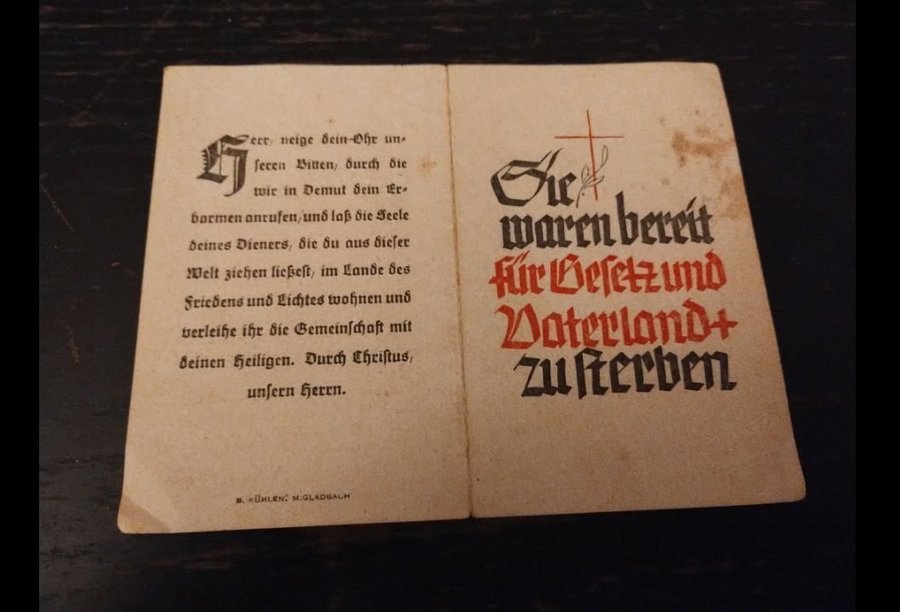 Herr, neige dein Ohr un-
seren Bitten, durch die
wir in Demut dein Er-
barmen anrufen, und laß die Seele
deines Dieners, die du aus dieser
Welt ziehen ließest, im Lande des
Friedens und Lichtes wohnen und
verleihe ihr die Gemeinschaft mit
deinen Heiligen. Durch Christus,
unsern Herrn.
B. KÜHLEN: M.GLADBACH
Sie
waren bereit
für Gesetz und
Vaterland+
zu sterben